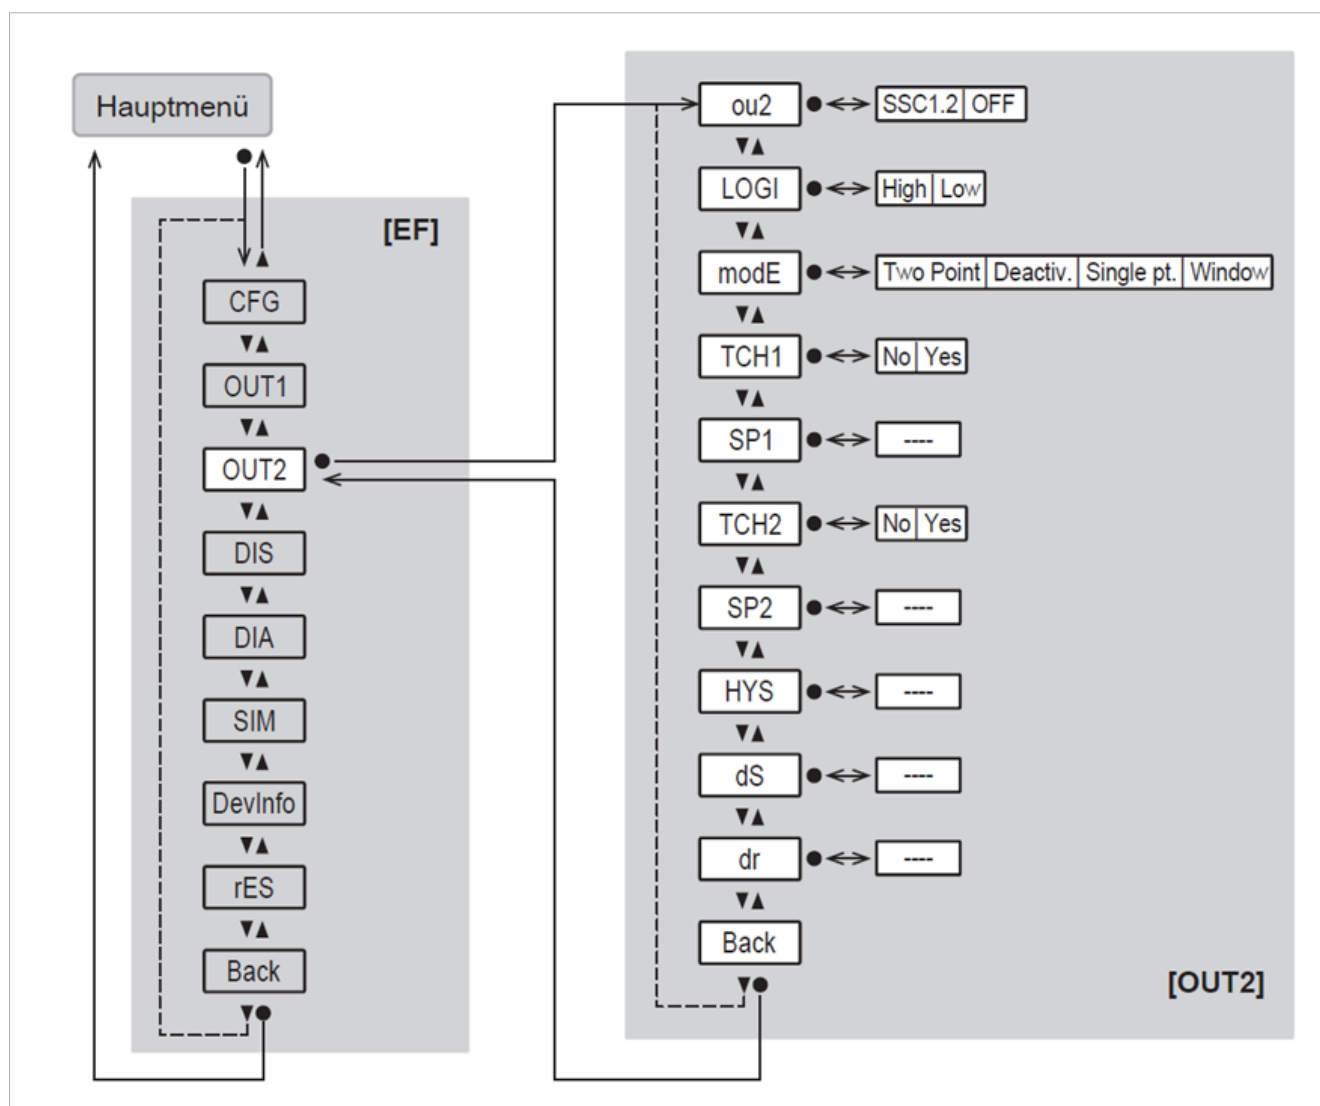 Hauptmenü
[EF]
CFG
OUT1
OUT2
DIS
DIA
SIM
DevInfo
rES
Back
ou2 SSC1.2 OFF
LOGI High Low
modE Two Point Deactiv. Single pt. Window
TCH1 No Yes
SP1 ----
TCH2 No Yes
SP2 ----
HYS ----
dS ----
dr ----
Back
[OUT2]